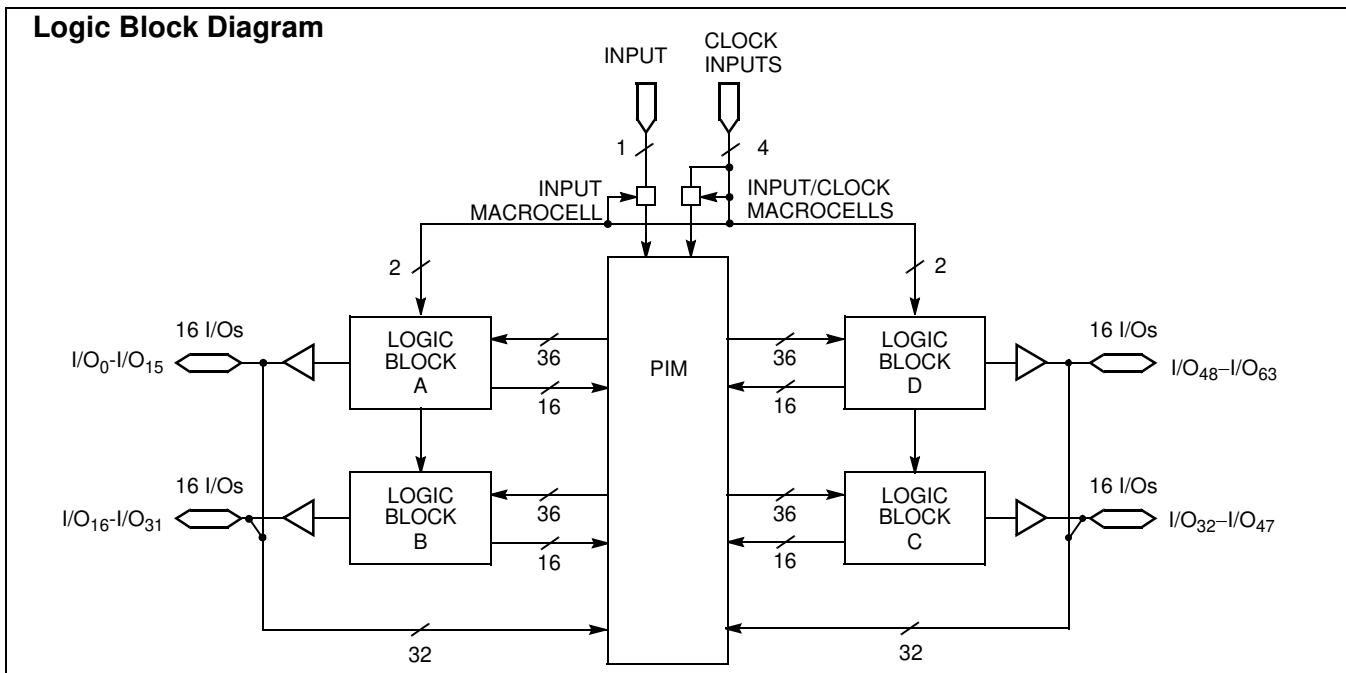 Logic Block Diagram
INPUT
CLOCK
INPUTS
1
4
INPUT
MACROCELL
INPUT/CLOCK
MACROCELLS
2
2
16 I/Os
I/O0-I/O15
LOGIC
BLOCK
A
36
16
PIM
36
16
LOGIC
BLOCK
D
16 I/Os
I/O48–I/O63
16 I/Os
I/O16-I/O31
LOGIC
BLOCK
B
36
16
36
16
LOGIC
BLOCK
C
16 I/Os
I/O32–I/O47
32
32